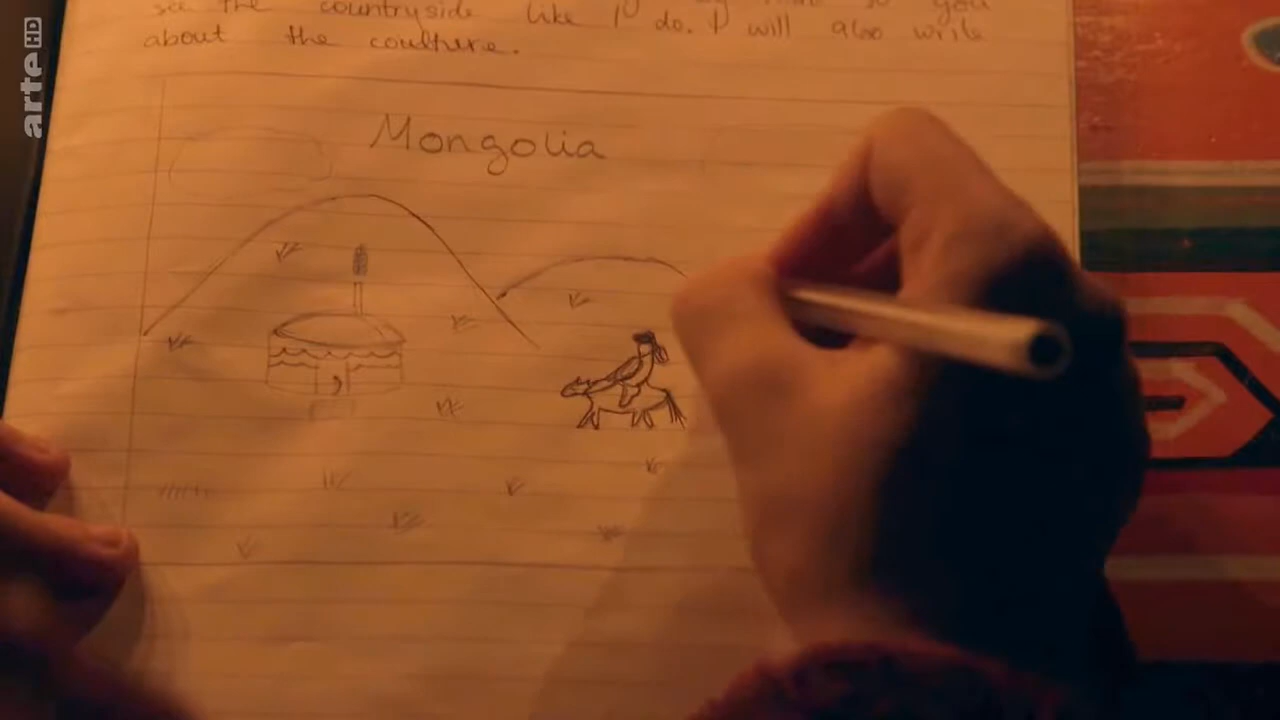 see the countryside like I do. I will also write
about the coulture.
Mongolia
arte HD